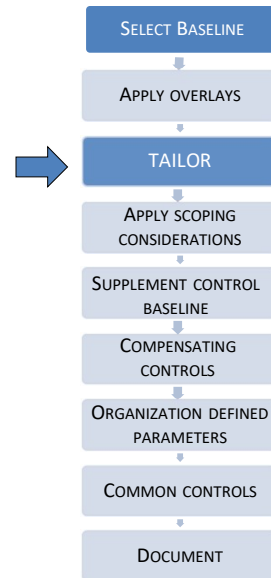 SELECT BASELINE
APPLY OVERLAYS
TAILOR
APPLY SCOPING
CONSIDERATIONS
SUPPLEMENT CONTROL
BASELINE
COMPENSATING
CONTROLS
ORGANIZATION DEFINED
PARAMETERS
COMMON CONTROLS
DOCUMENT